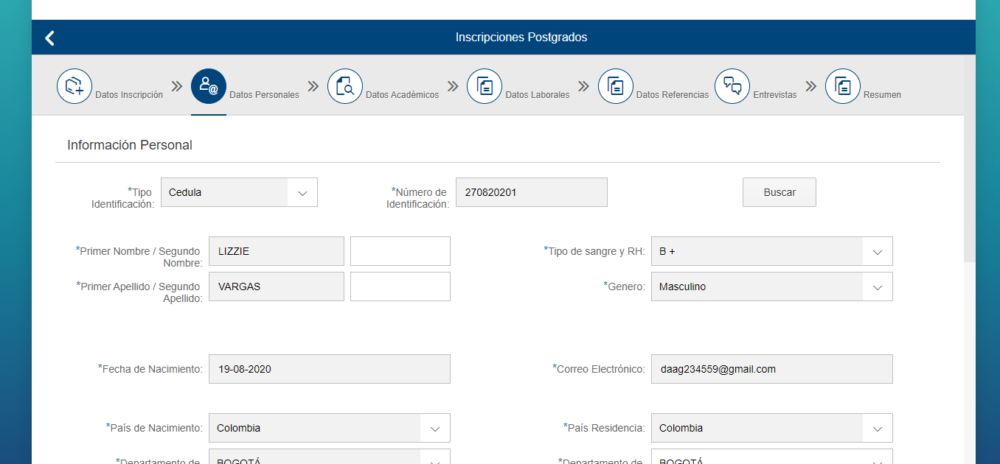 Inscripciones Postgrados
Datos Inscripción
Datos Personales
Datos Académicos
Datos Laborales
Datos Referencias
Entrevistas
Resumen
Información Personal
*Tipo
Identificación:
Cedula
*Número de
Identificación:
270820201
Buscar
*Primer Nombre / Segundo
Nombre:
LIZZIE
*Tipo de sangre y RH:
B +
*Primer Apellido / Segundo
Apellido:
VARGAS
*Genero:
Masculino
*Fecha de Nacimiento:
19-08-2020
*Correo Electrónico:
daag234559@gmail.com
*País de Nacimiento:
Colombia
*País Residencia:
Colombia
*Departamento de
BOGOTÁ
*Departamento de
BOGOTÁ